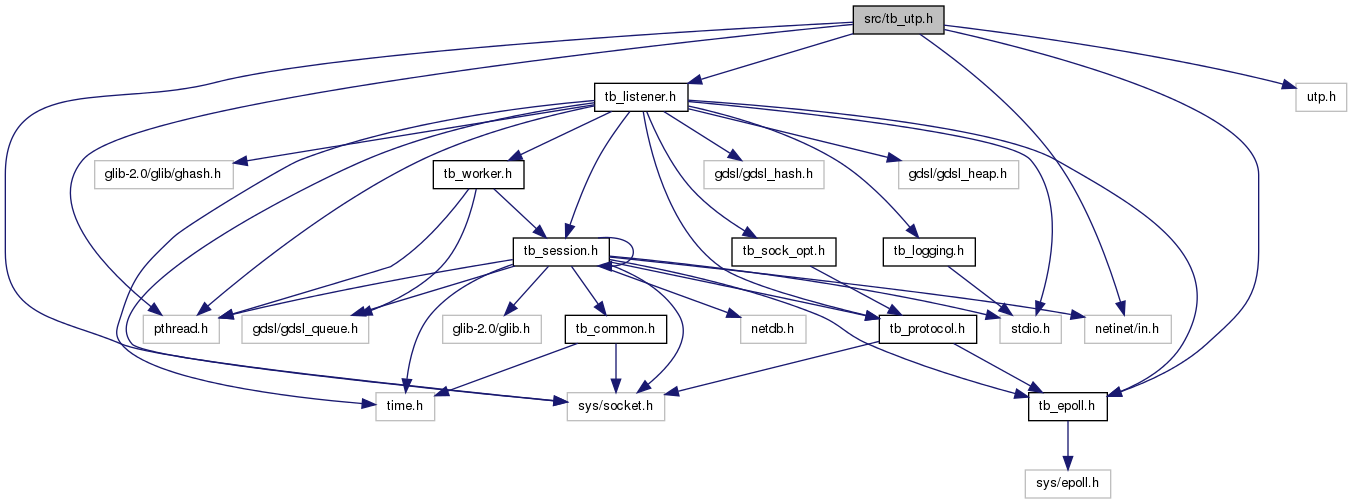 src/tb_utp.h
tb_listener.h
utp.h
glib-2.0/glib/ghash.h
tb_worker.h
gdsl/gdsl_hash.h
gdsl/gdsl_heap.h
tb_session.h
tb_sock_opt.h
tb_logging.h
pthread.h
gdsl/gdsl_queue.h
glib-2.0/glib.h
tb_common.h
netdb.h
tb_protocol.h
stdio.h
netinet/in.h
time.h
sys/socket.h
tb_epoll.h
sys/epoll.h